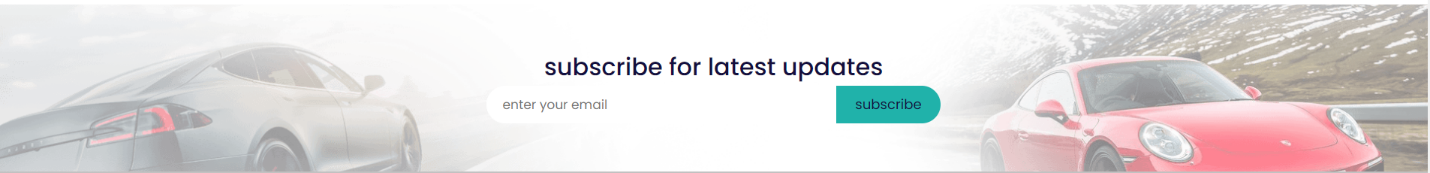 subscribe for latest updates
enter your email
subscribe